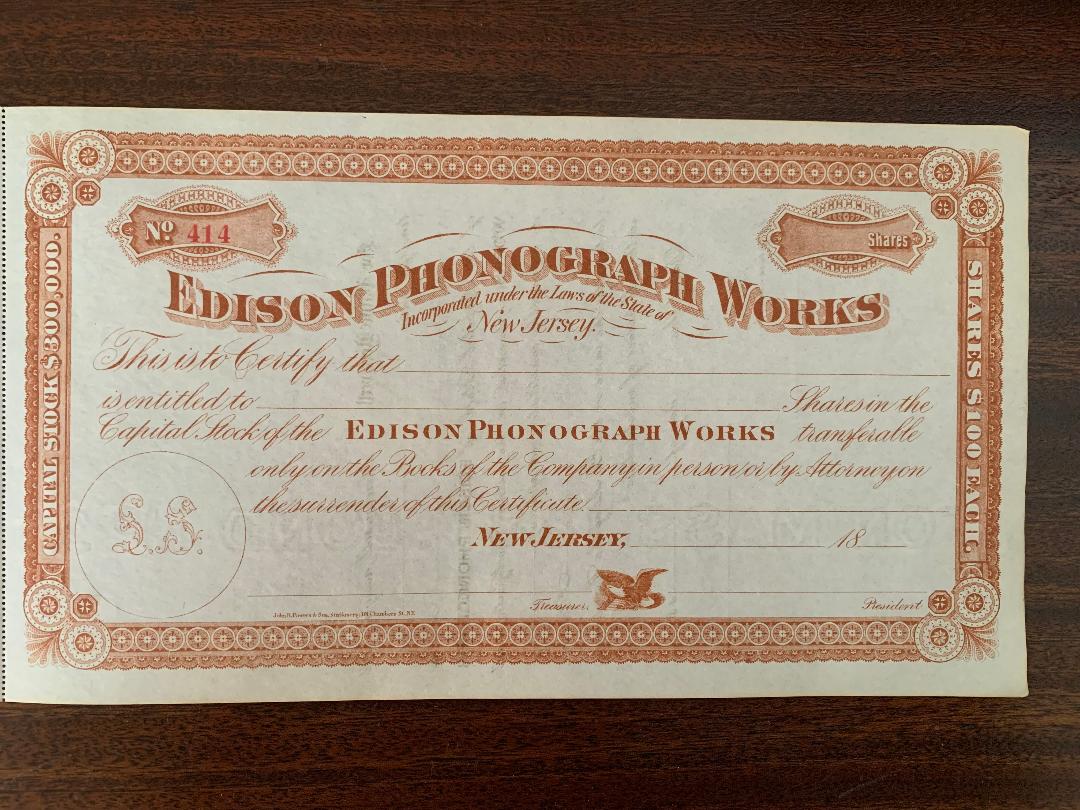 Nº 414
Shares
EDISON PHONOGRAPH WORKS
Incorporated under the Laws of the State of
New Jersey.
This is to Certify that
is entitled to Shares in the
Capital Stock of the EDISON PHONOGRAPH WORKS transferable
only on the Books of the Company in person or by Attorney on
the surrender of this Certificate.
NEW JERSEY, 18
L.S.
Treasurer. President
CAPITAL STOCK $300,000.
SHARES $100 EACH.